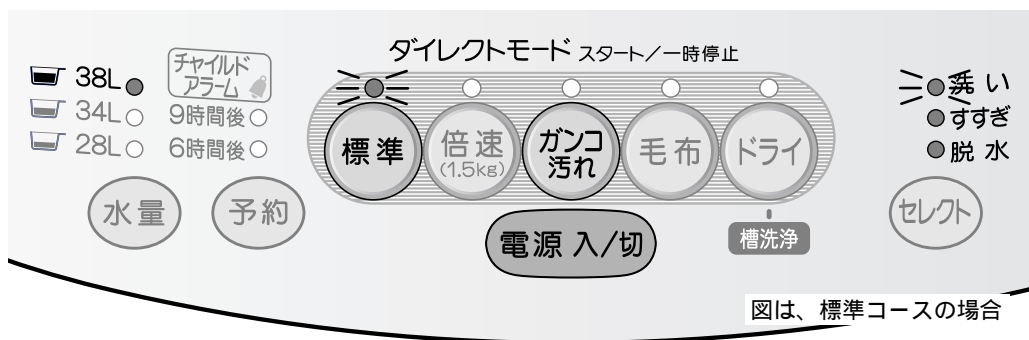 ダイレクトモード スタート/一時停止
38L
34L
28L
チャイルド
アラーム
9時間後
6時間後
水量
予約
標準
倍速
(1.5kg)
ガンコ
汚れ
毛布
ドライ
電源 入/切
槽洗浄
洗い
すすぎ
脱水
セレクト
図は、標準コースの場合